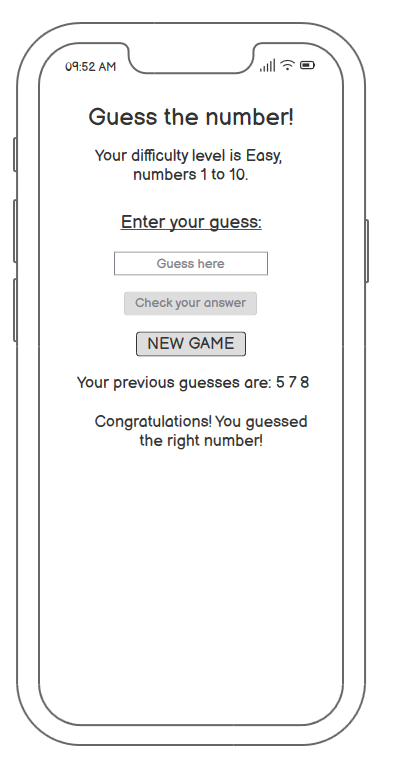 09:52 AM
Guess the number!
Your difficulty level is Easy,
numbers 1 to 10.
Enter your guess:
Guess here
Check your answer
NEW GAME
Your previous guesses are: 5 7 8
Congratulations! You guessed
the right number!